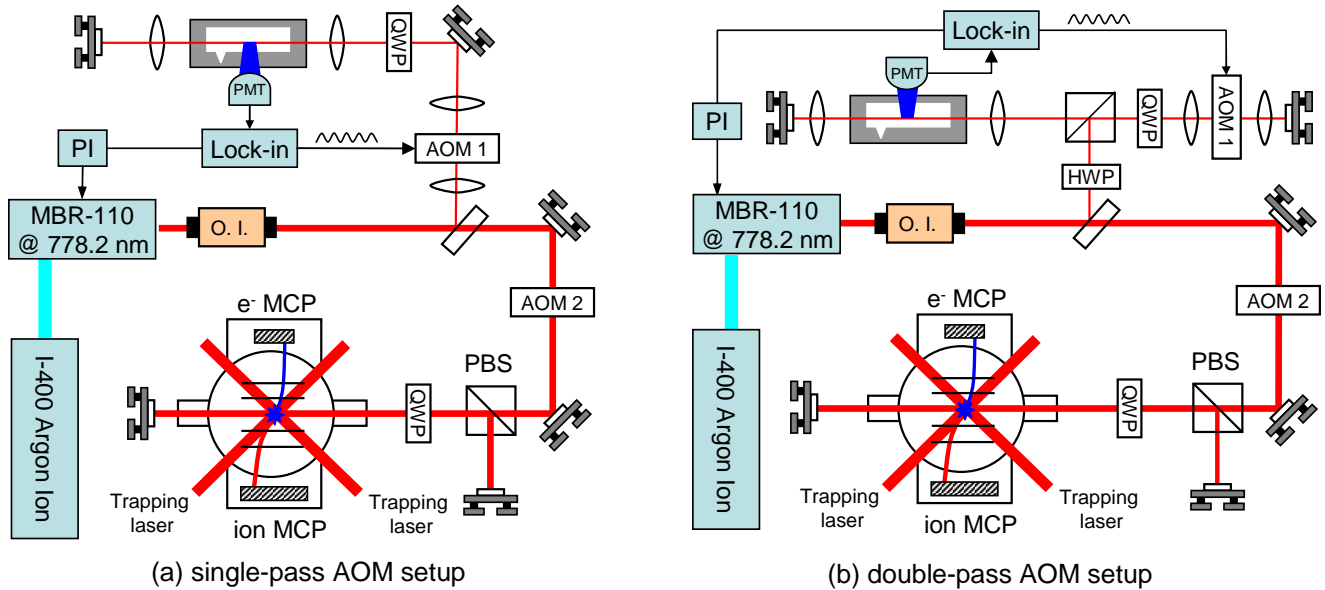 QWP
PMT
PI
Lock-in
AOM 1
MBR-110
@ 778.2 nm
O. I.
AOM 2
e- MCP
PBS
QWP
I-400 Argon Ion
Trapping
laser
Trapping
laser
ion MCP
(a) single-pass AOM setup
Lock-in
PMT
PI
QWP
AOM 1
HWP
MBR-110
@ 778.2 nm
O. I.
AOM 2
e- MCP
PBS
QWP
I-400 Argon Ion
Trapping
laser
Trapping
laser
ion MCP
(b) double-pass AOM setup